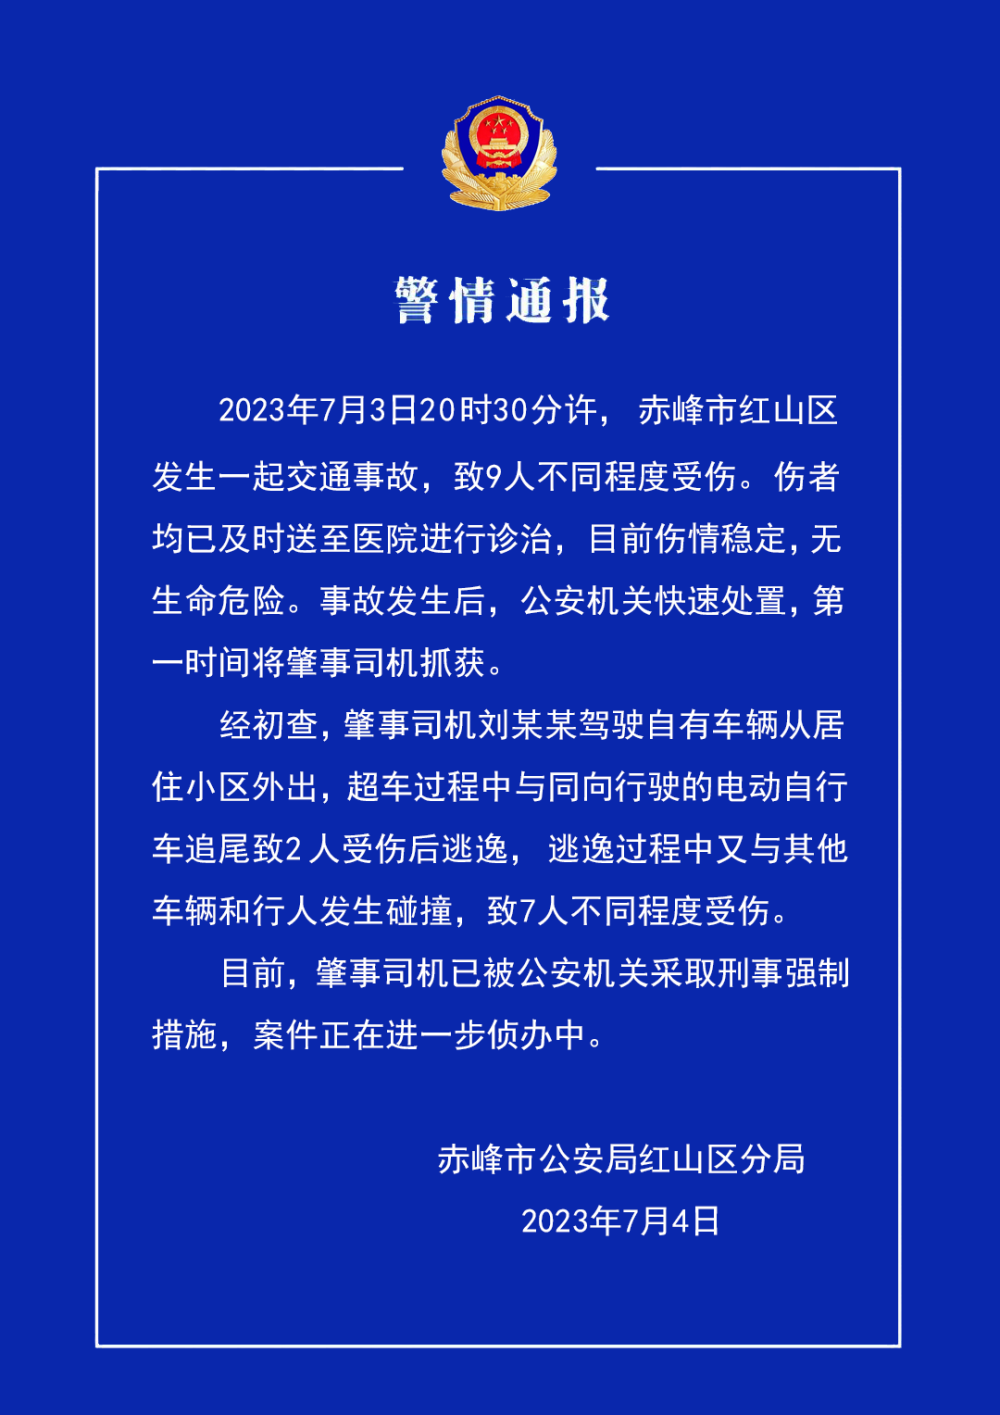 警情通报
2023年7月3日20时30分许，赤峰市红山区
发生一起交通事故，致9人不同程度受伤。伤者
均已及时送至医院进行诊治，目前伤情稳定，无
生命危险。事故发生后，公安机关快速处置，第
一时间将肇事司机抓获。
经初查，肇事司机刘某某驾驶自有车辆从居
住小区外出，超车过程中与同向行驶的电动自行
车追尾致2人受伤后逃逸，逃逸过程中又与其他
车辆和行人发生碰撞，致7人不同程度受伤。
目前，肇事司机已被公安机关采取刑事强制
措施，案件正在进一步侦办中。
赤峰市公安局红山区分局
2023年7月4日